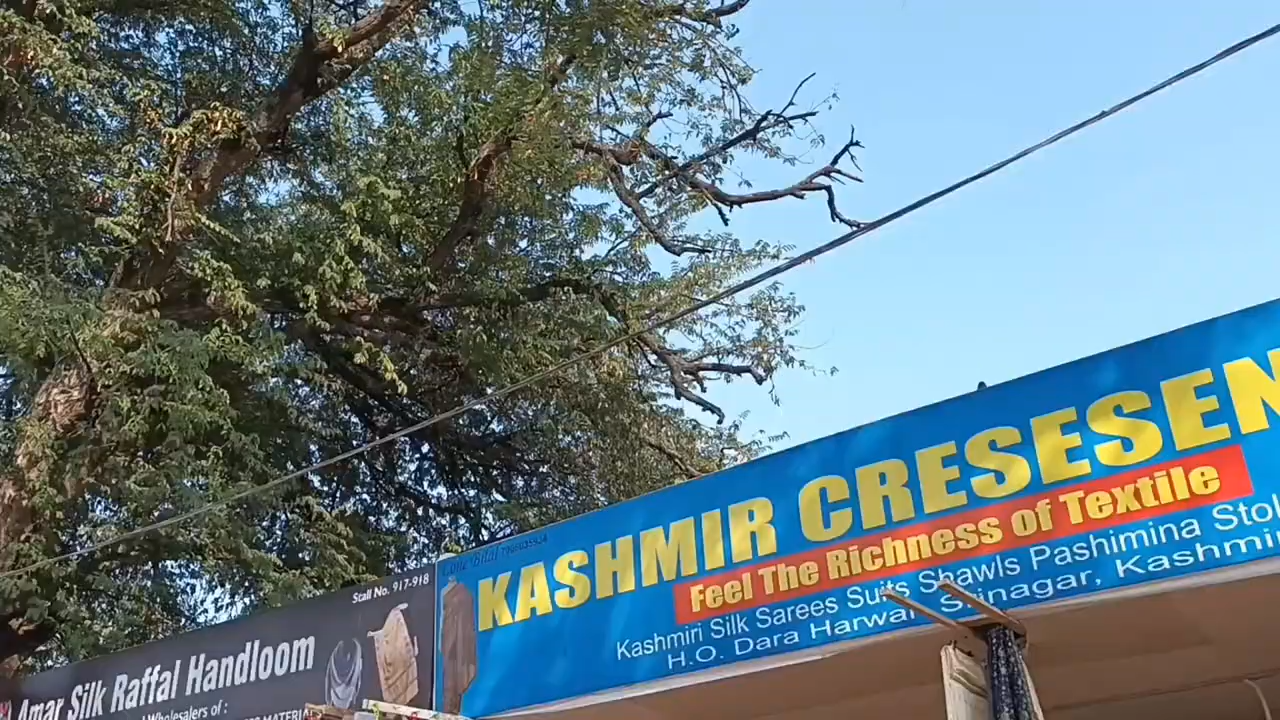 KASHMIR CRESESEN
Feel The Richness of Textile
Kashmiri Silk Sarees Suits Shawls Pashimina Stol
H.O. Dara Harwan Srinagar, Kashmi
Stall No. 917-918
Amar Silk Raffal Handloom
Wholesalers of :